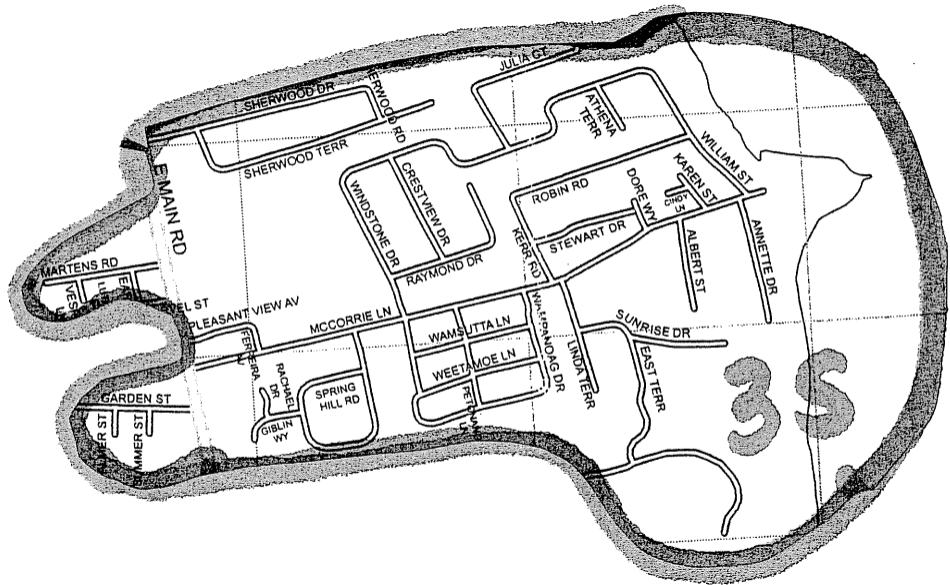 JULIA CT
SHERWOOD DR
SHERWOOD TERR
ATHENA
TERR
WILLIAM ST
E MAIN RD
CRESTVIEW DR
WINDSTONE DR
ROBIN RD
DORE WY
KAREN ST
CINDY
LN
STEWART DR
KERR RD
ALBERT ST
ANNETTE DR
RAYMOND DR
MARTENS RD
PLEASANT VIEW AV
MCCORRIE LN
WAMSUTTA LN
WEETAMOE LN
WAMPANOAG DR
LINDA TERR
SUNRISE DR
EAST TERR
RACHAEL
DR
SPRING
HILL RD
GIBLIN
WY
GARDEN ST
3S